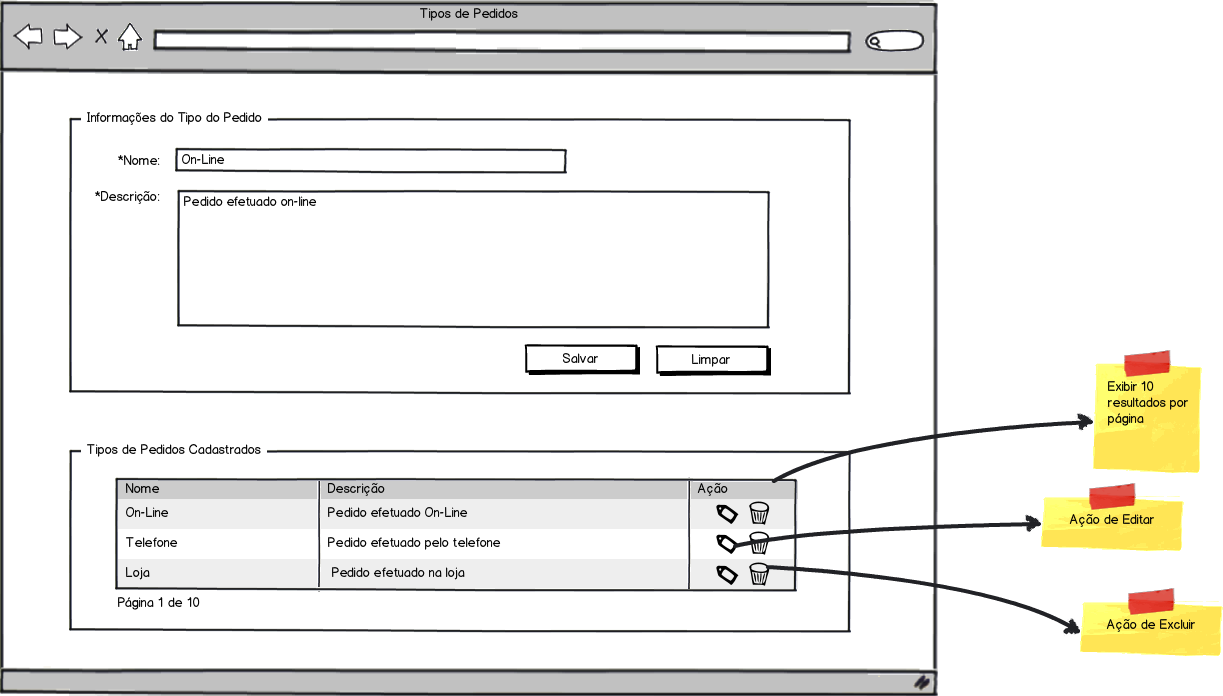 Tipos de Pedidos
Informações do Tipo do Pedido
*Nome:
On-Line
*Descrição:
Pedido efetuado on-line
Salvar
Limpar
Tipos de Pedidos Cadastrados
Nome
Descrição
Ação
On-Line
Pedido efetuado On-Line
Telefone
Pedido efetuado pelo telefone
Loja
Pedido efetuado na loja
Página 1 de 10
Exibir 10
resultados por
página
Ação de Editar
Ação de Excluir